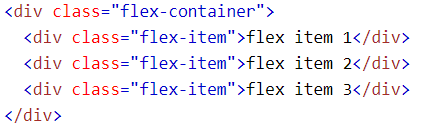 <div class="flex-container">
  <div class="flex-item">flex item 1</div>
  <div class="flex-item">flex item 2</div>
  <div class="flex-item">flex item 3</div>
</div>